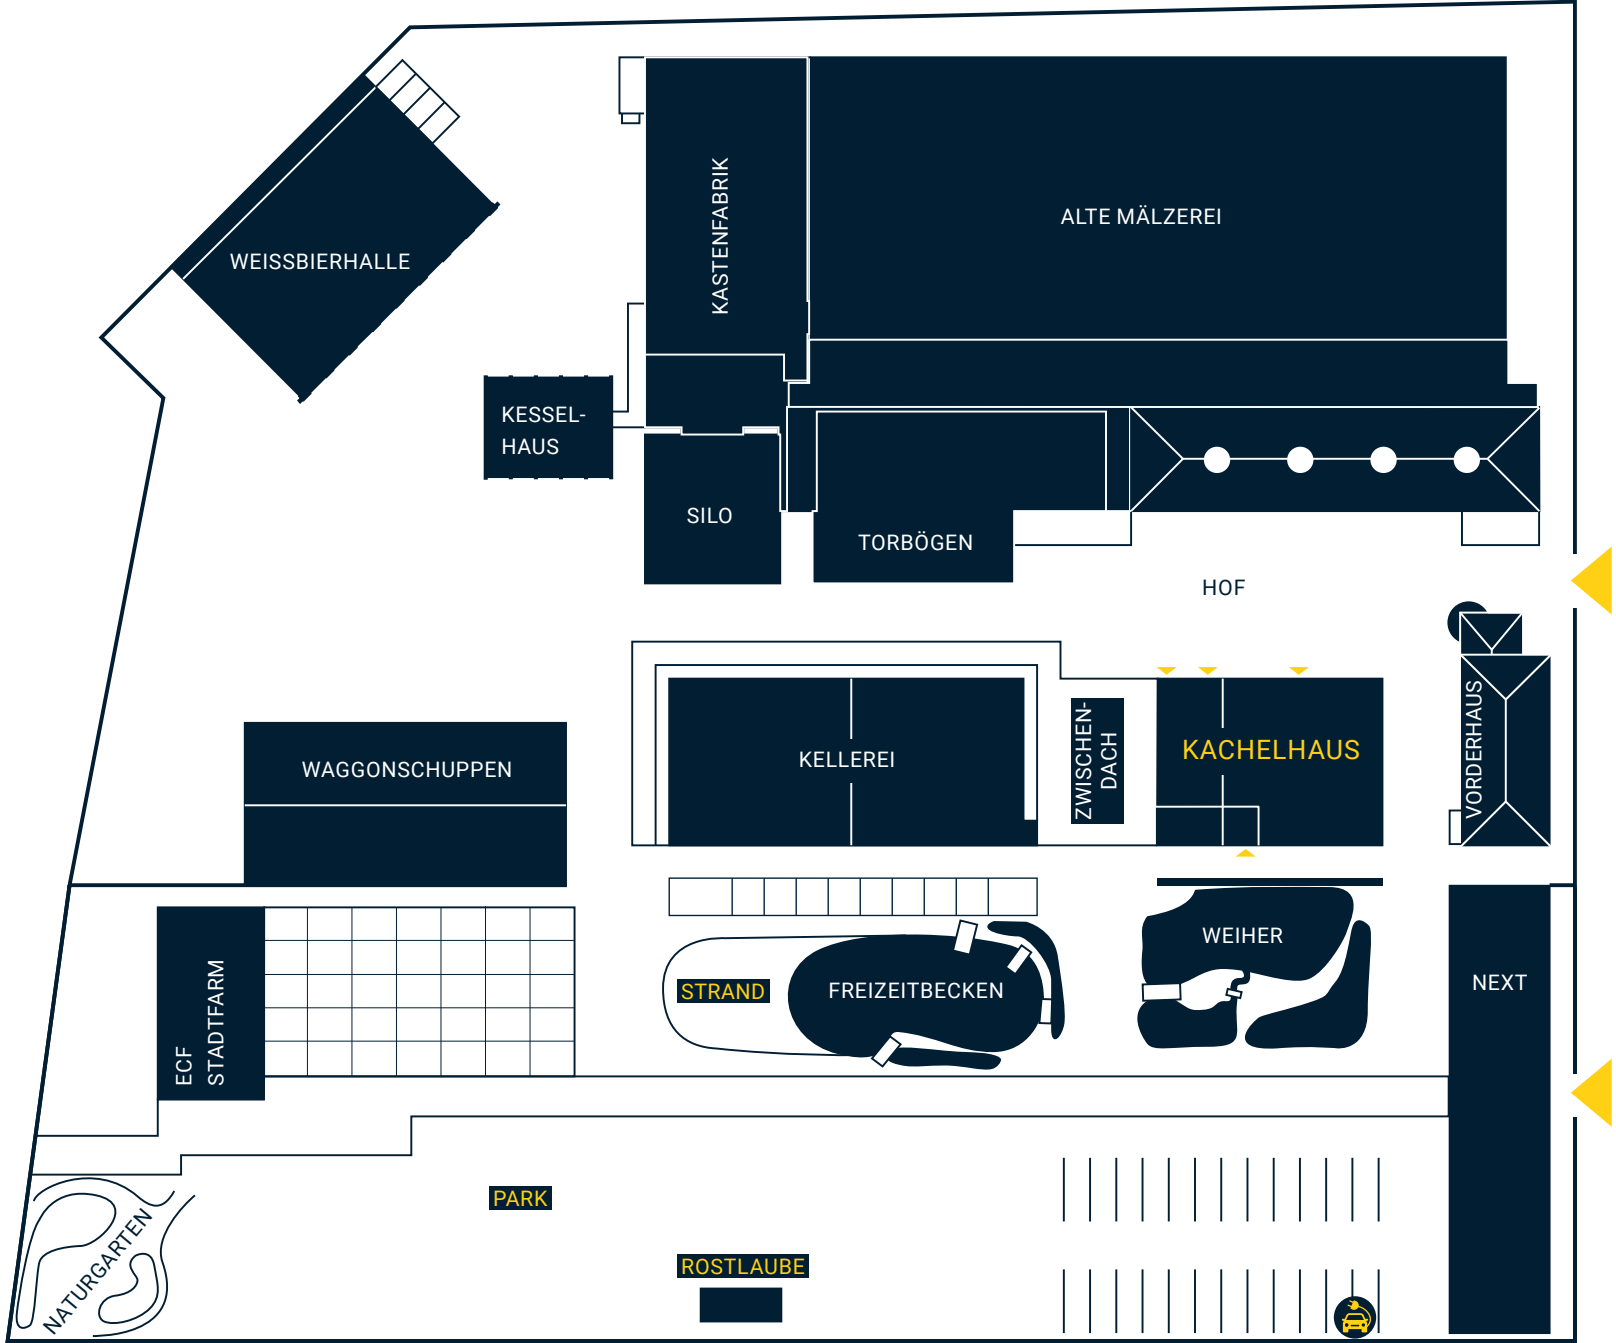 KASTENFABRIK
ALTE MÄLZEREI
WEISSBIERHALLE
KESSEL-
HAUS
SILO
TORBÖGEN
HOF
WAGGONSCHUPPEN
KELLEREI
ZWISCHEN-
DACH
KACHELHAUS
VORDERHAUS
WEIHER
STRAND
FREIZEITBECKEN
NEXT
ECF
STADTFARM
PARK
NATURGARTEN
ROSTLAUBE